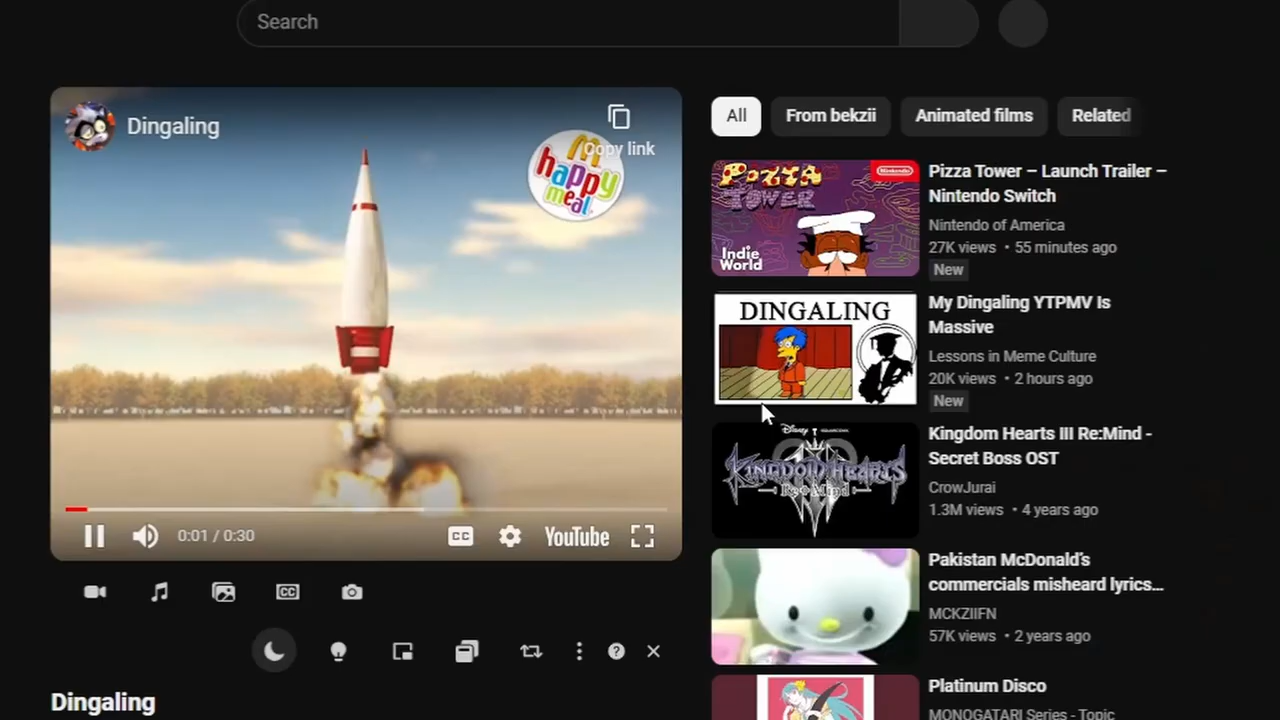 Search
Dingaling
Copy link
happy
meal
0:01 / 0:30
CC
YouTube
CC
Dingaling
All
From bekzii
Animated films
Related
PIZZA
TOWER
Nintendo
Indie
World
Pizza Tower – Launch Trailer –
Nintendo Switch
Nintendo of America
27K views • 55 minutes ago
New
DINGALING
My Dingaling YTPMV Is
Massive
Lessons in Meme Culture
20K views • 2 hours ago
New
Disney
KINGDOM HEARTS
Re Mind
Kingdom Hearts III Re:Mind -
Secret Boss OST
CrowJurai
1.3M views • 4 years ago
Pakistan McDonald's
commercials misheard lyrics...
MCKZIIFN
57K views • 2 years ago
Platinum Disco
MONOGATARI Series - Topic